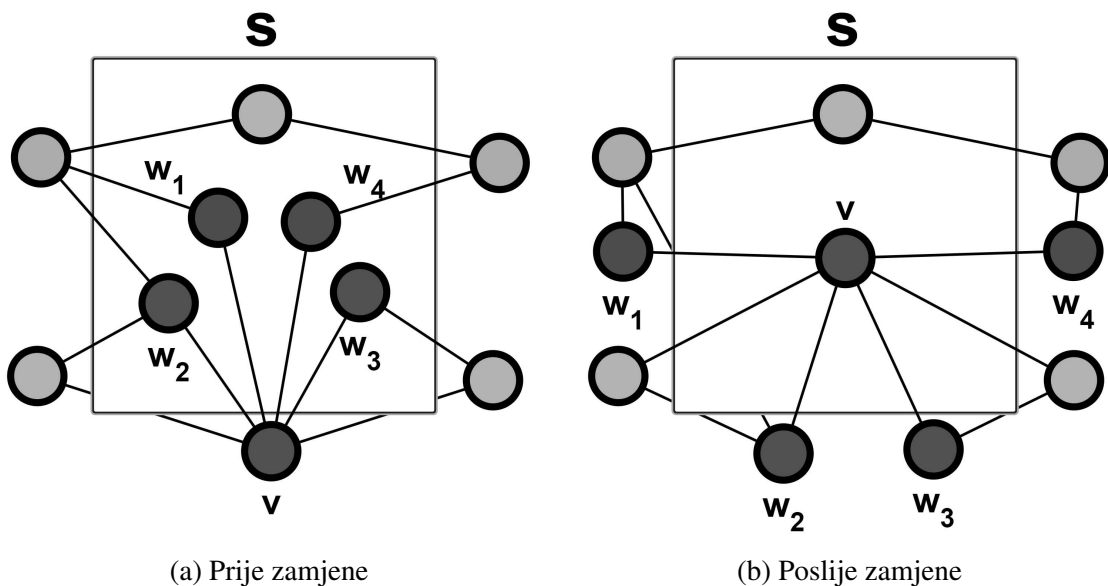 S
w1
w4
w2
w3
v
(a) Prije zamjene
S
v
w1
w4
w2
w3
(b) Poslije zamjene